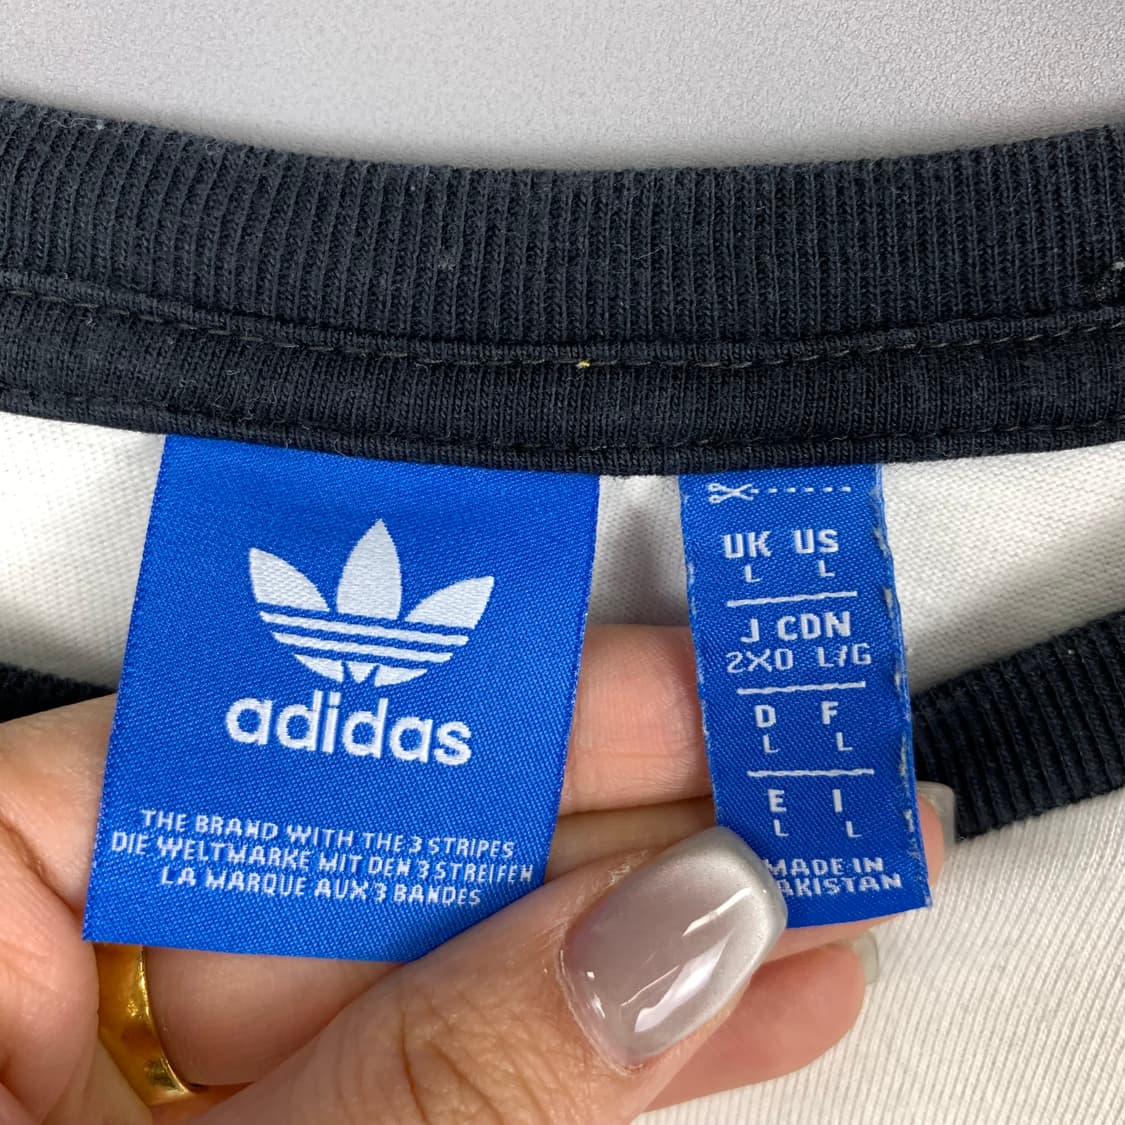 adidas
THE BRAND WITH THE 3 STRIPES
DIE WELTMARKE MIT DEN 3 STREIFEN
LA MARQUE AUX 3 BANDES
UK US
L L
J CDN
2XO L/G
D F
L L
E I
L L
MADE IN
AKISTAN